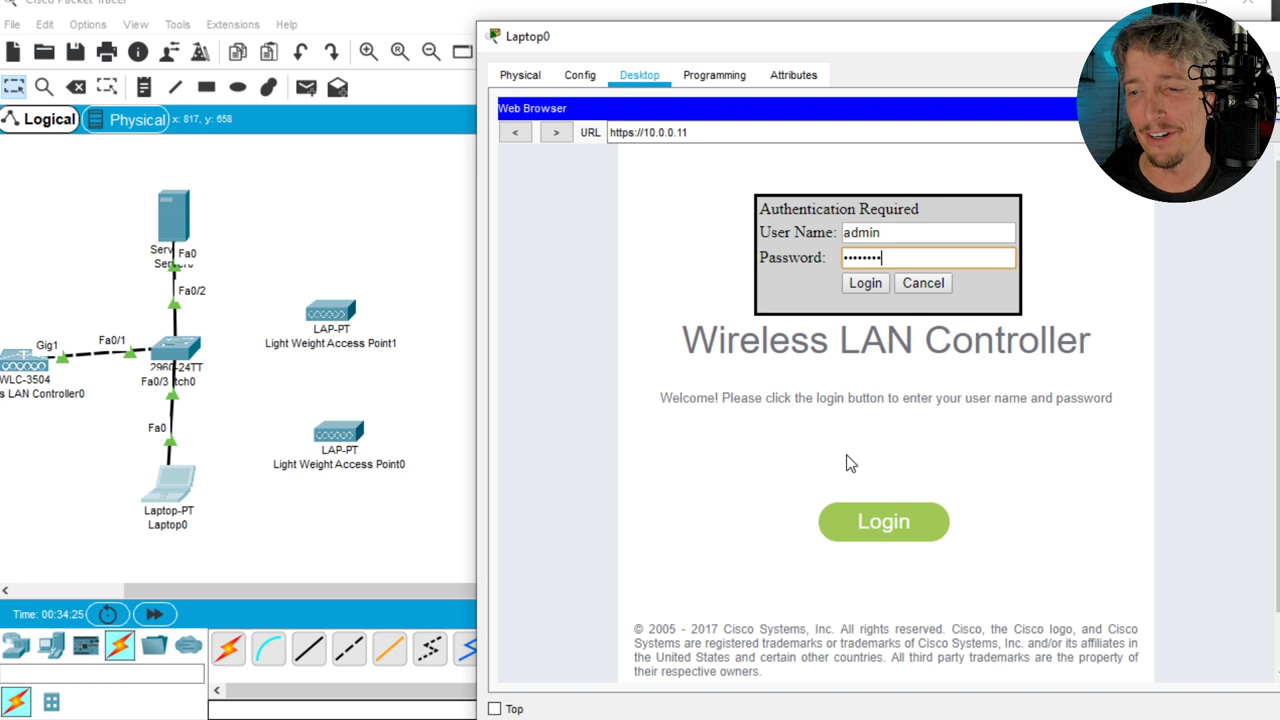 Cisco Packet Tracer
File Edit Options View Tools Extensions Help
Logical
Physical
x: 817, y: 658
Fa0
Fa0/2
Gig1
Fa0/1
2960-24TT
Fa0/3
WLC-3504
s LAN Controller0
Fa0
Laptop-PT
Laptop0
LAP-PT
Light Weight Access Point1
LAP-PT
Light Weight Access Point0
Time: 00:34:25
Laptop0
Physical Config Desktop Programming Attributes
Web Browser
< > URL https://10.0.0.11
Authentication Required
User Name: admin
Password: ••••••••
Login Cancel
Wireless LAN Controller
Welcome! Please click the login button to enter your user name and password
Login
© 2005 - 2017 Cisco Systems, Inc. All rights reserved. Cisco, the Cisco logo, and Cisco
Systems are registered trademarks or trademarks of Cisco Systems, Inc. and/or its affiliates in
the United States and certain other countries. All third party trademarks are the property of
their respective owners.
Top